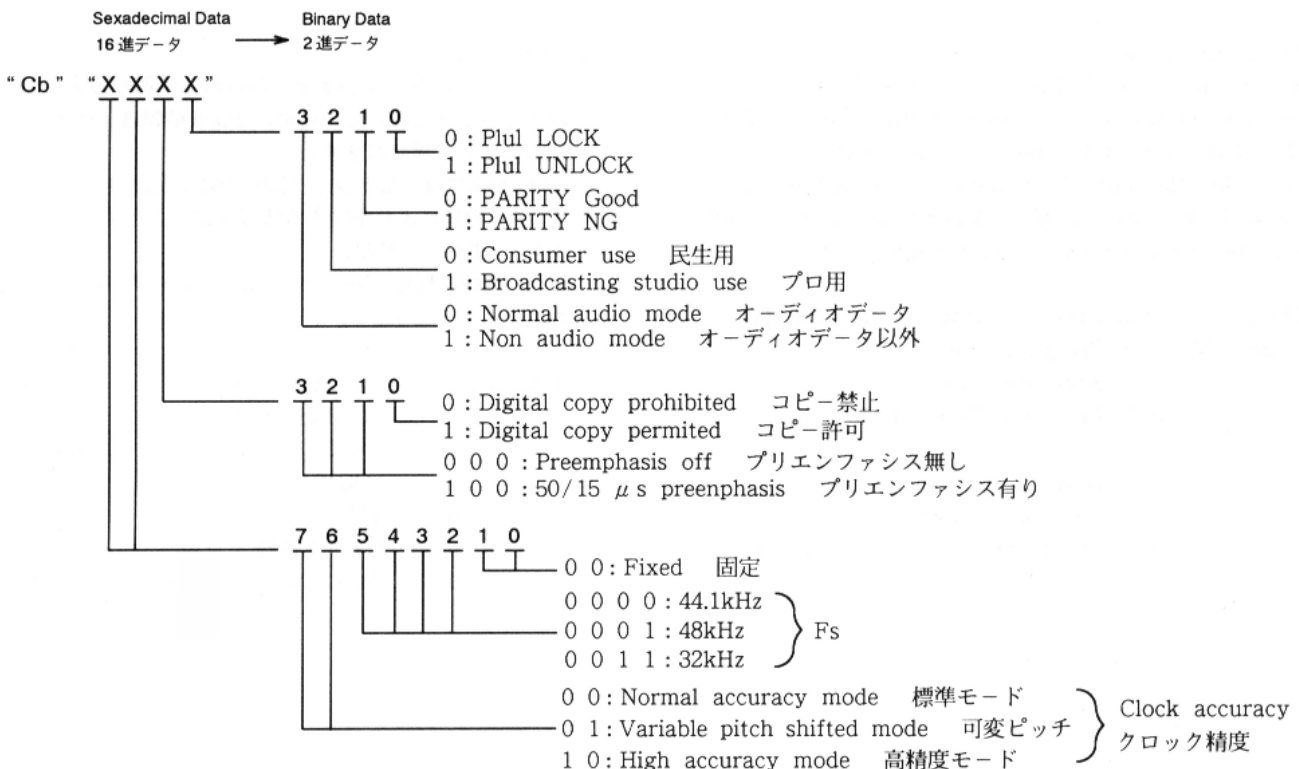 Sexadecimal Data Binary Data
16進データ 2進データ
“Cb” “X X X X”
3 2 1 0
0 : Plul LOCK
1 : Plul UNLOCK
0 : PARITY Good
1 : PARITY NG
0 : Consumer use 民生用
1 : Broadcasting studio use プロ用
0 : Normal audio mode オーディオデータ
1 : Non audio mode オーディオデータ以外
3 2 1 0
0 : Digital copy prohibited コピー禁止
1 : Digital copy permited コピー許可
0 0 0 : Preemphasis off プリエンファシス無し
1 0 0 : 50/15 μs preenphasis プリエンファシス有り
7 6 5 4 3 2 1 0
0 0 : Fixed 固定
0 0 0 0 : 44.1kHz
0 0 0 1 : 48kHz Fs
0 0 1 1 : 32kHz
0 0 : Normal accuracy mode 標準モード
0 1 : Variable pitch shifted mode 可変ピッチ
1 0 : High accuracy mode 高精度モード
Clock accuracy
クロック精度